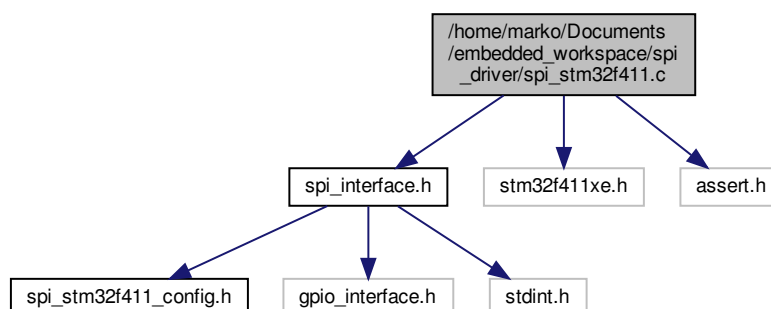 /home/marko/Documents
/embedded_workspace/spi
_driver/spi_stm32f411.c
spi_interface.h
stm32f411xe.h
assert.h
spi_stm32f411_config.h
gpio_interface.h
stdint.h